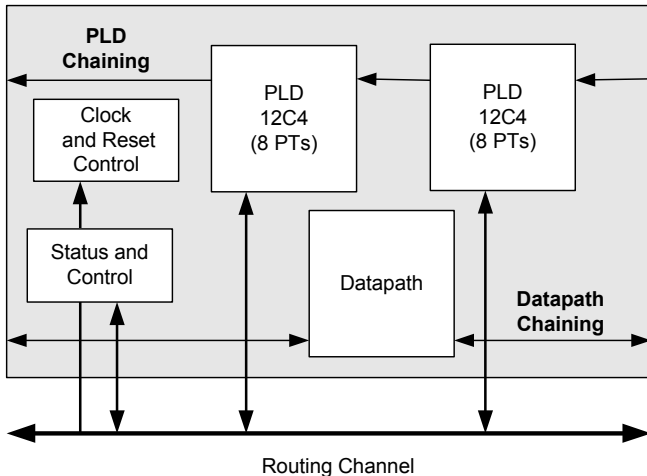 PLD
Chaining
PLD
12C4
(8 PTs)
PLD
12C4
(8 PTs)
Clock
and Reset
Control
Status and
Control
Datapath
Datapath
Chaining
Routing Channel